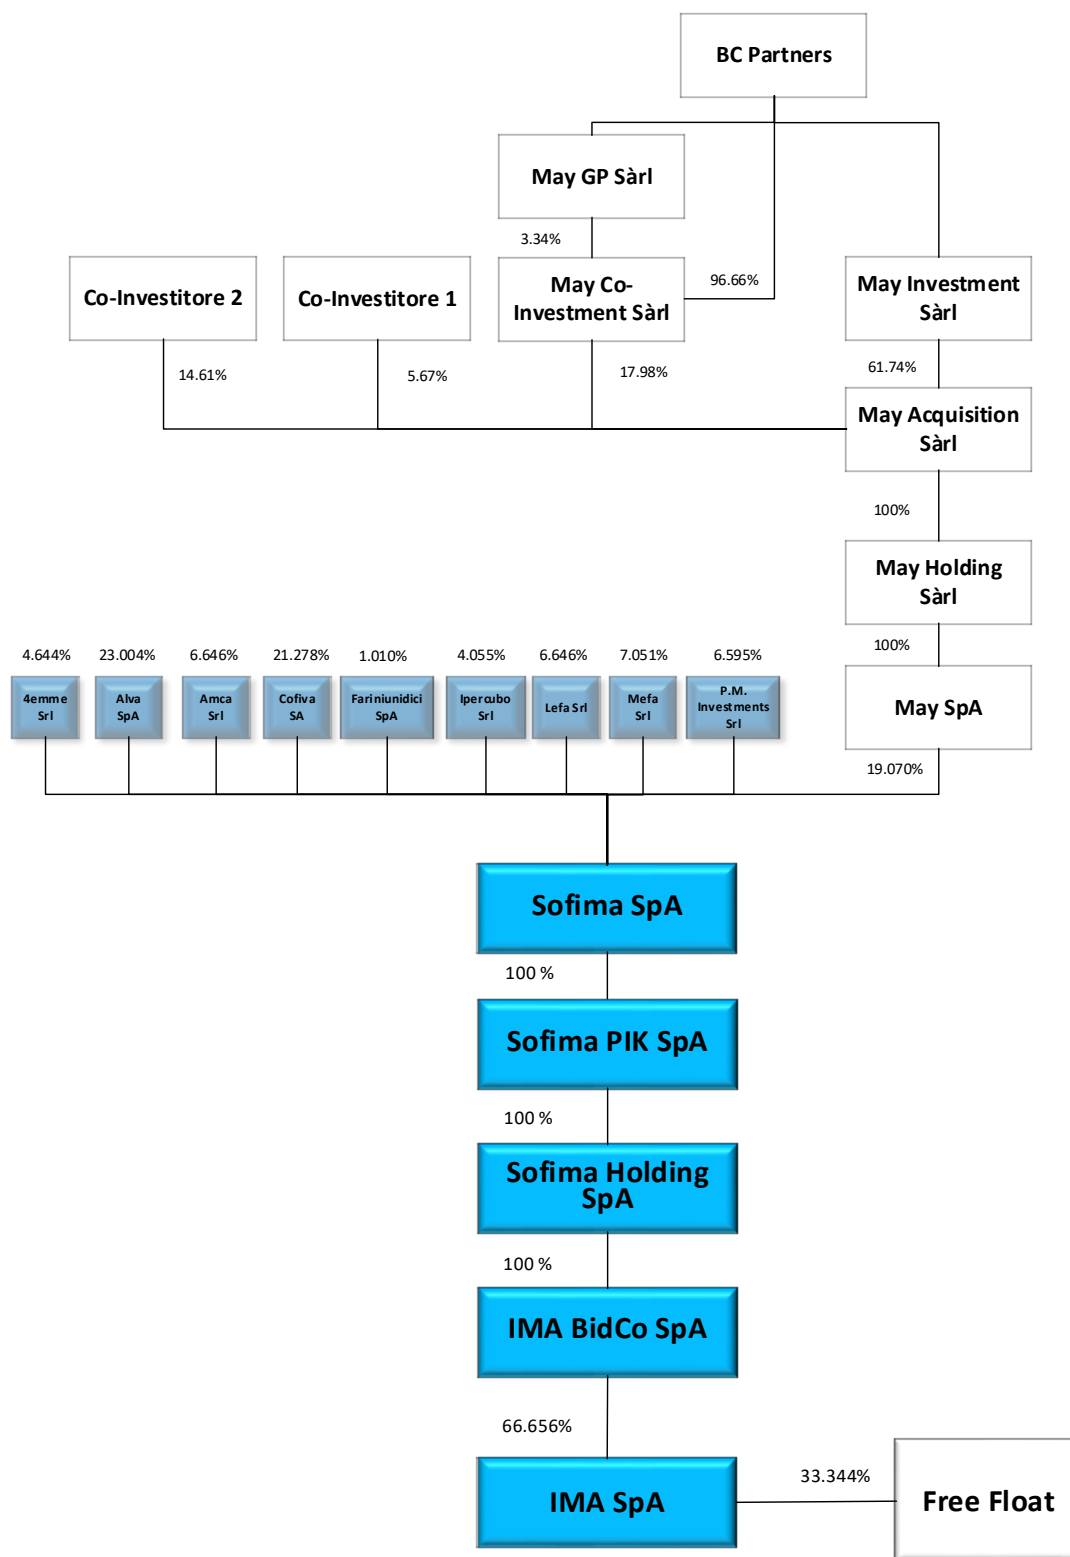 BC Partners
May GP Sàrl
3.34%
Co-Investitore 2
Co-Investitore 1
May Co-
Investment Sàrl
96.66%
May Investment
Sàrl
14.61%
5.67%
17.98%
61.74%
May Acquisition
Sàrl
100%
May Holding
Sàrl
4.644%
23.004%
6.646%
21.278%
1.010%
4.055%
6.646%
7.051%
6.595%
100%
4emme
Srl
Alva
SpA
Amca
Srl
Cofiva
SA
Fariniunidici
SpA
Ipercubo
Srl
Lefa Srl
Mefa
Srl
P.M.
Investments
Srl
May SpA
19.070%
Sofima SpA
100 %
Sofima PIK SpA
100 %
Sofima Holding
SpA
100 %
IMA BidCo SpA
66.656%
IMA SpA
33.344%
Free Float